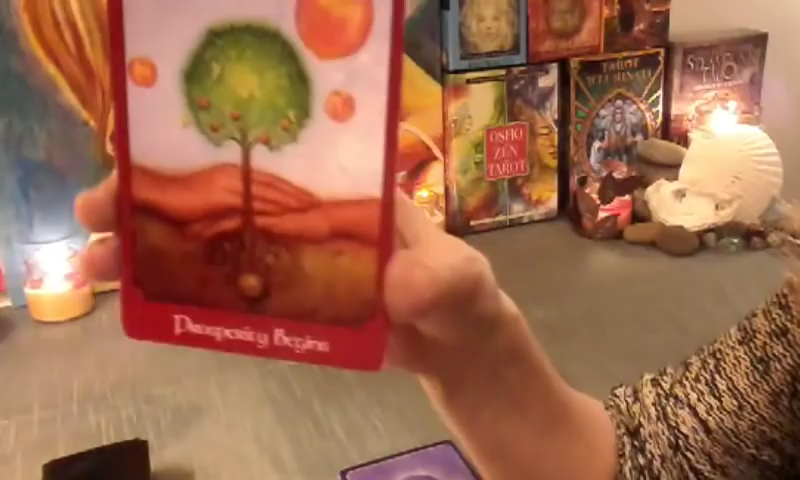 TAROT
ILLUMINATI
OSHO
ZEN
TAROT
Prosperity Begins